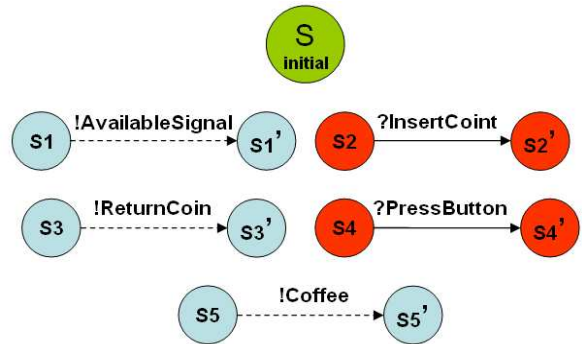 S
initial
S1 !AvailableSignal S1' S2 ?InsertCoint S2'
S3 !ReturnCoin S3' S4 ?PressButton S4'
S5 !Coffee S5'